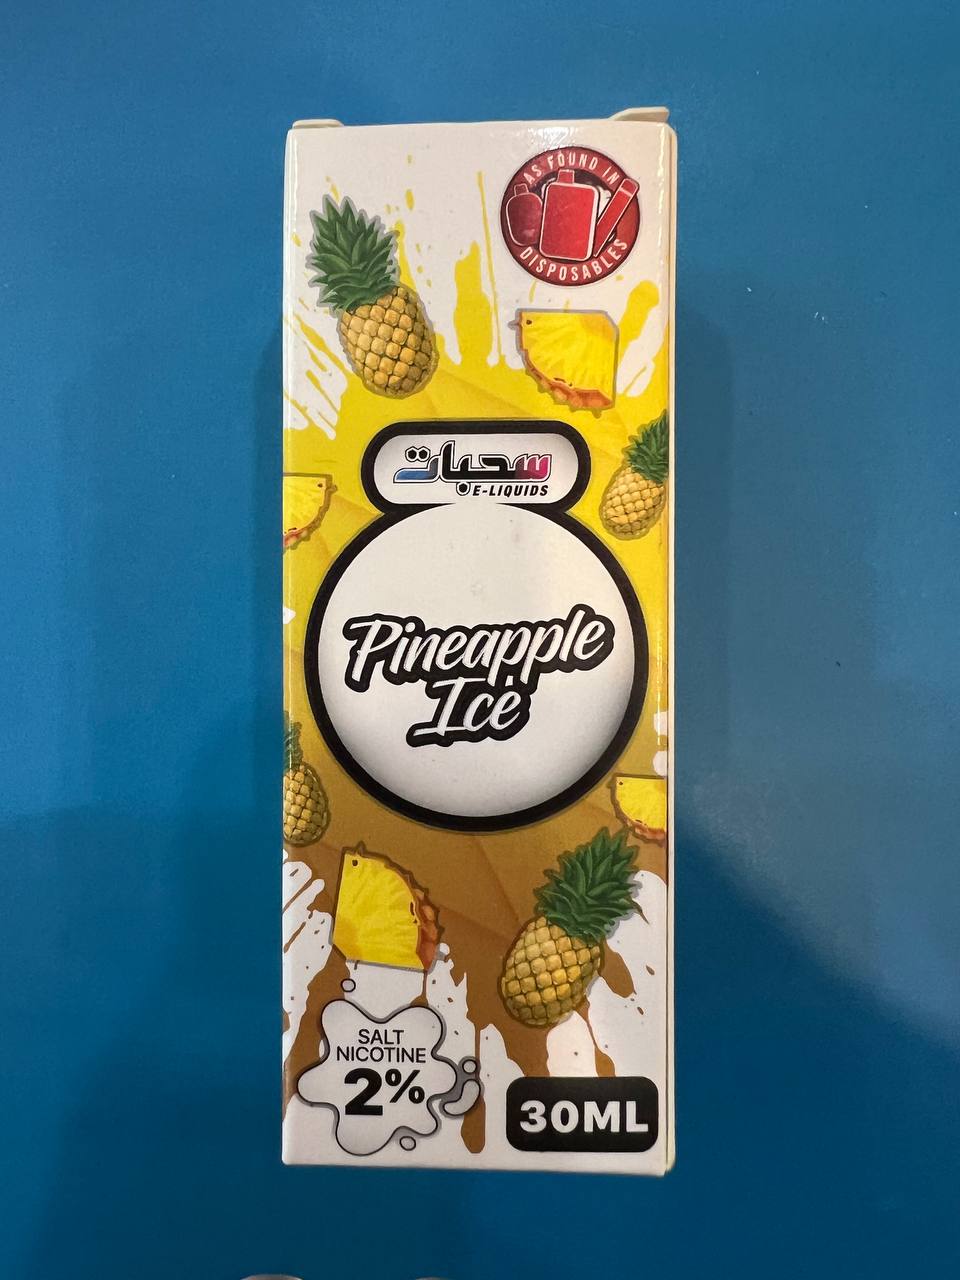 AS FOUND IN
DISPOSABLES
سحبات
E-LIQUIDS
Pineapple
Ice
SALT
NICOTINE
2%
30ML